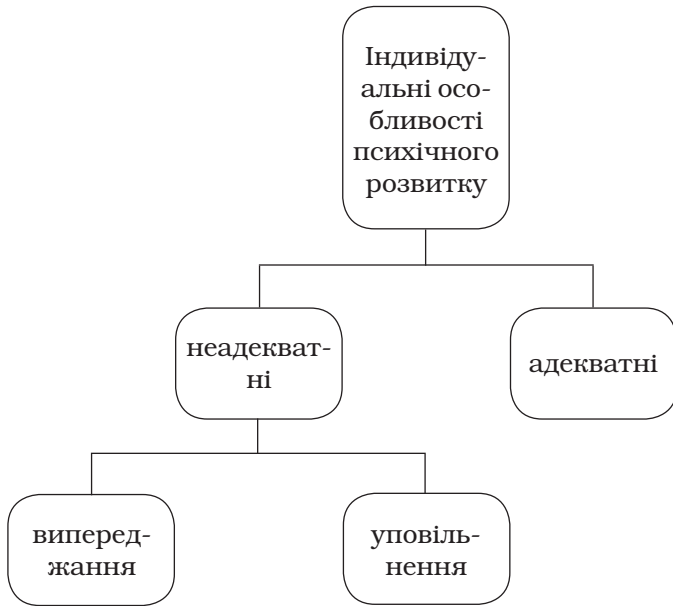 Індивіду-
альні осо-
бливості
психічного
розвитку
неадекват-
ні
адекватні
виперед-
жання
уповіль-
нення